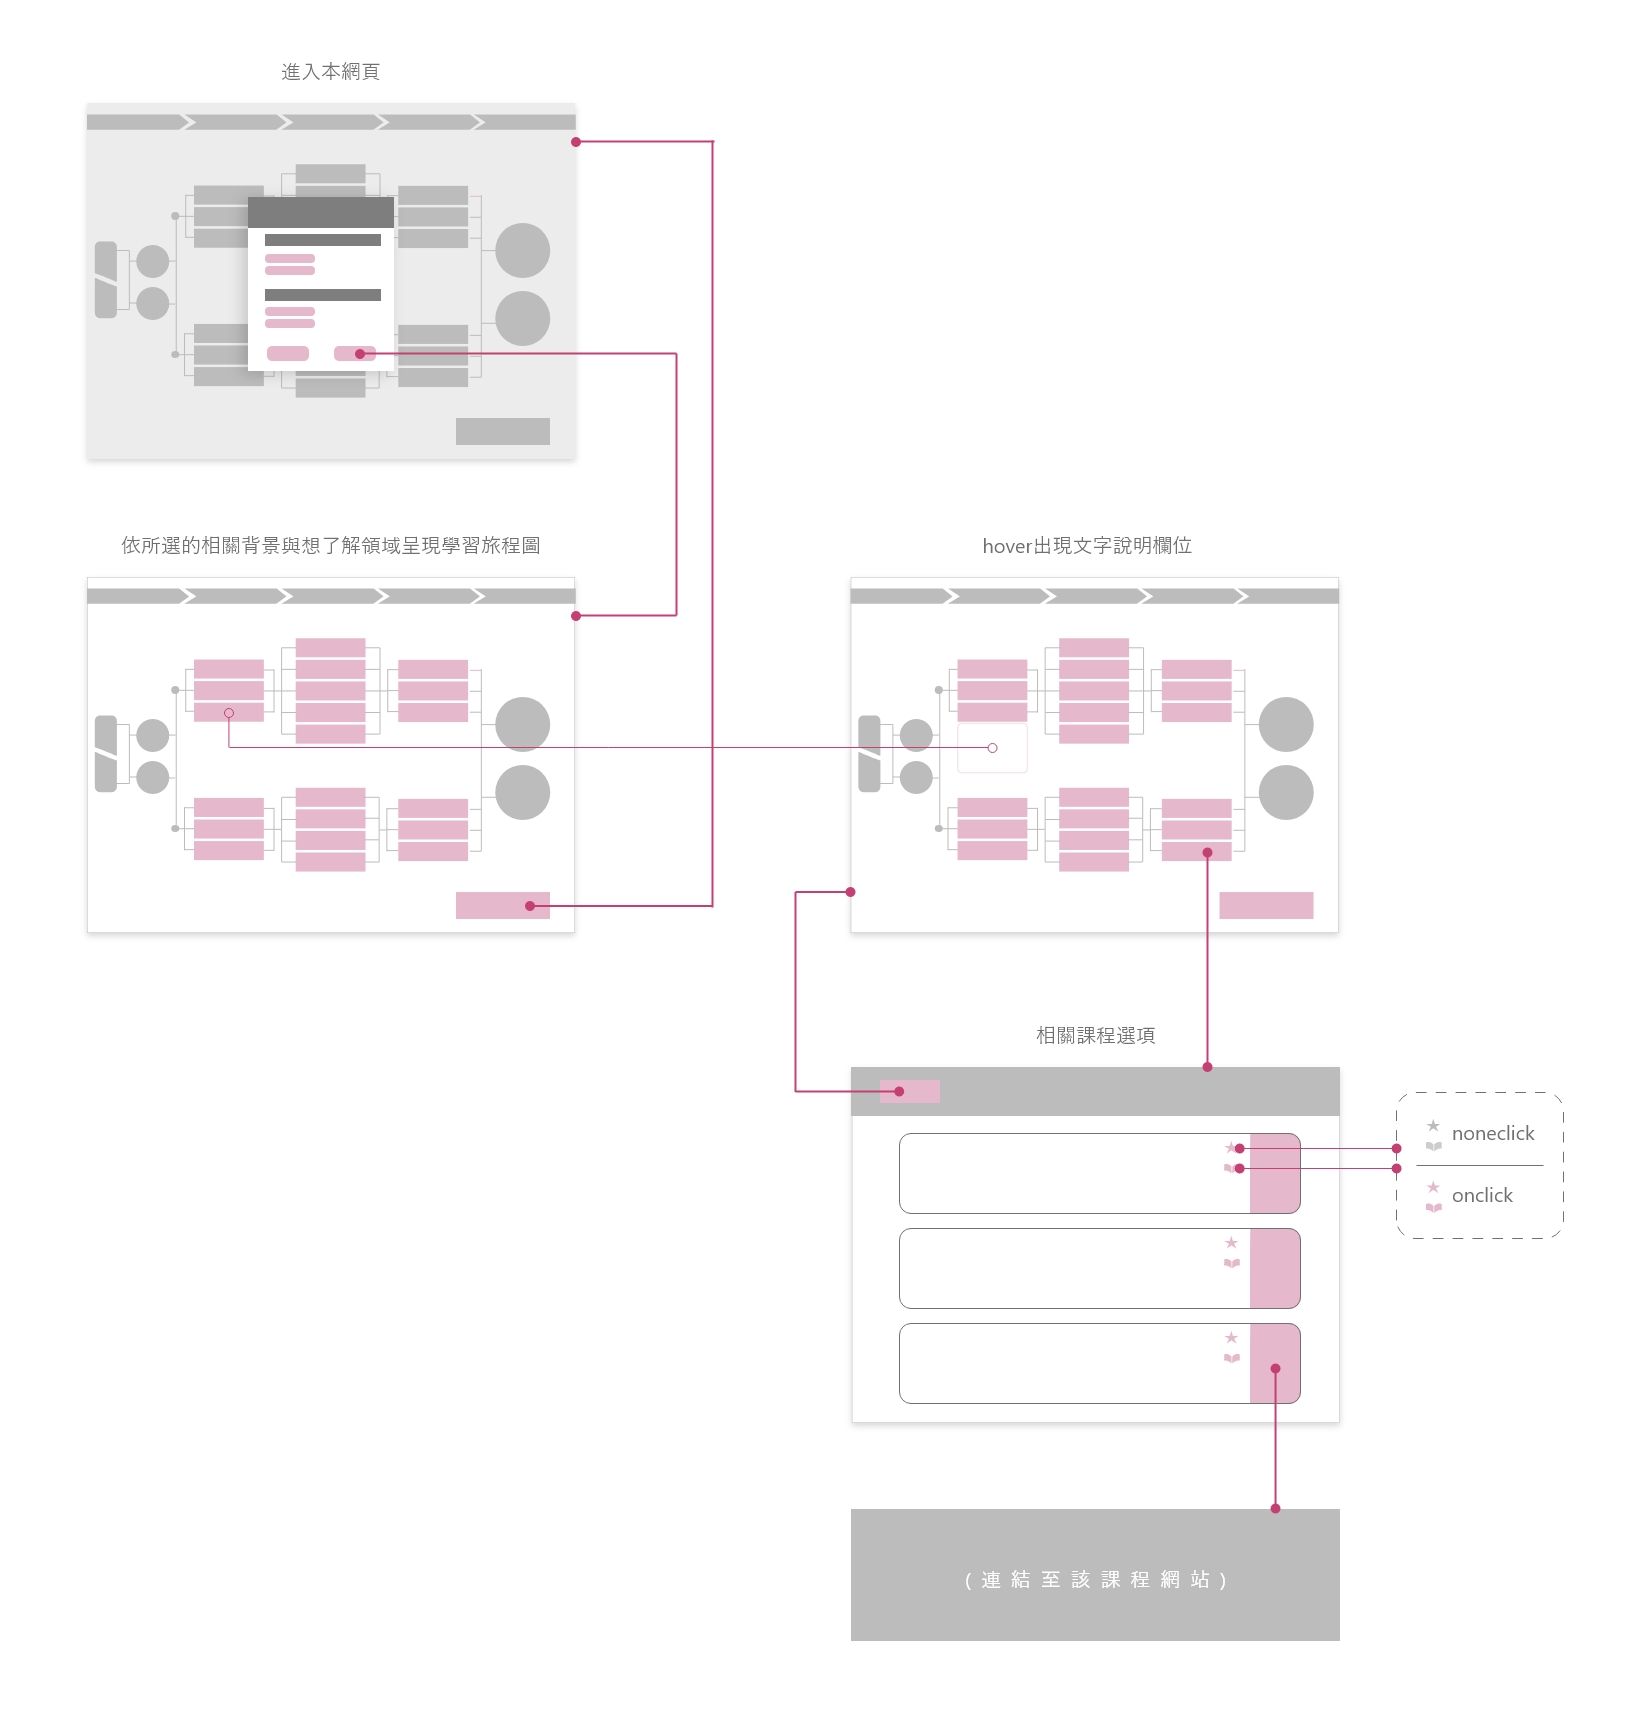 進入本網頁
依所選的相關背景與想了解領域呈現學習旅程圖
hover出現文字說明欄位
相關課程選項
noneclick
onclick
(連結至該課程網站)